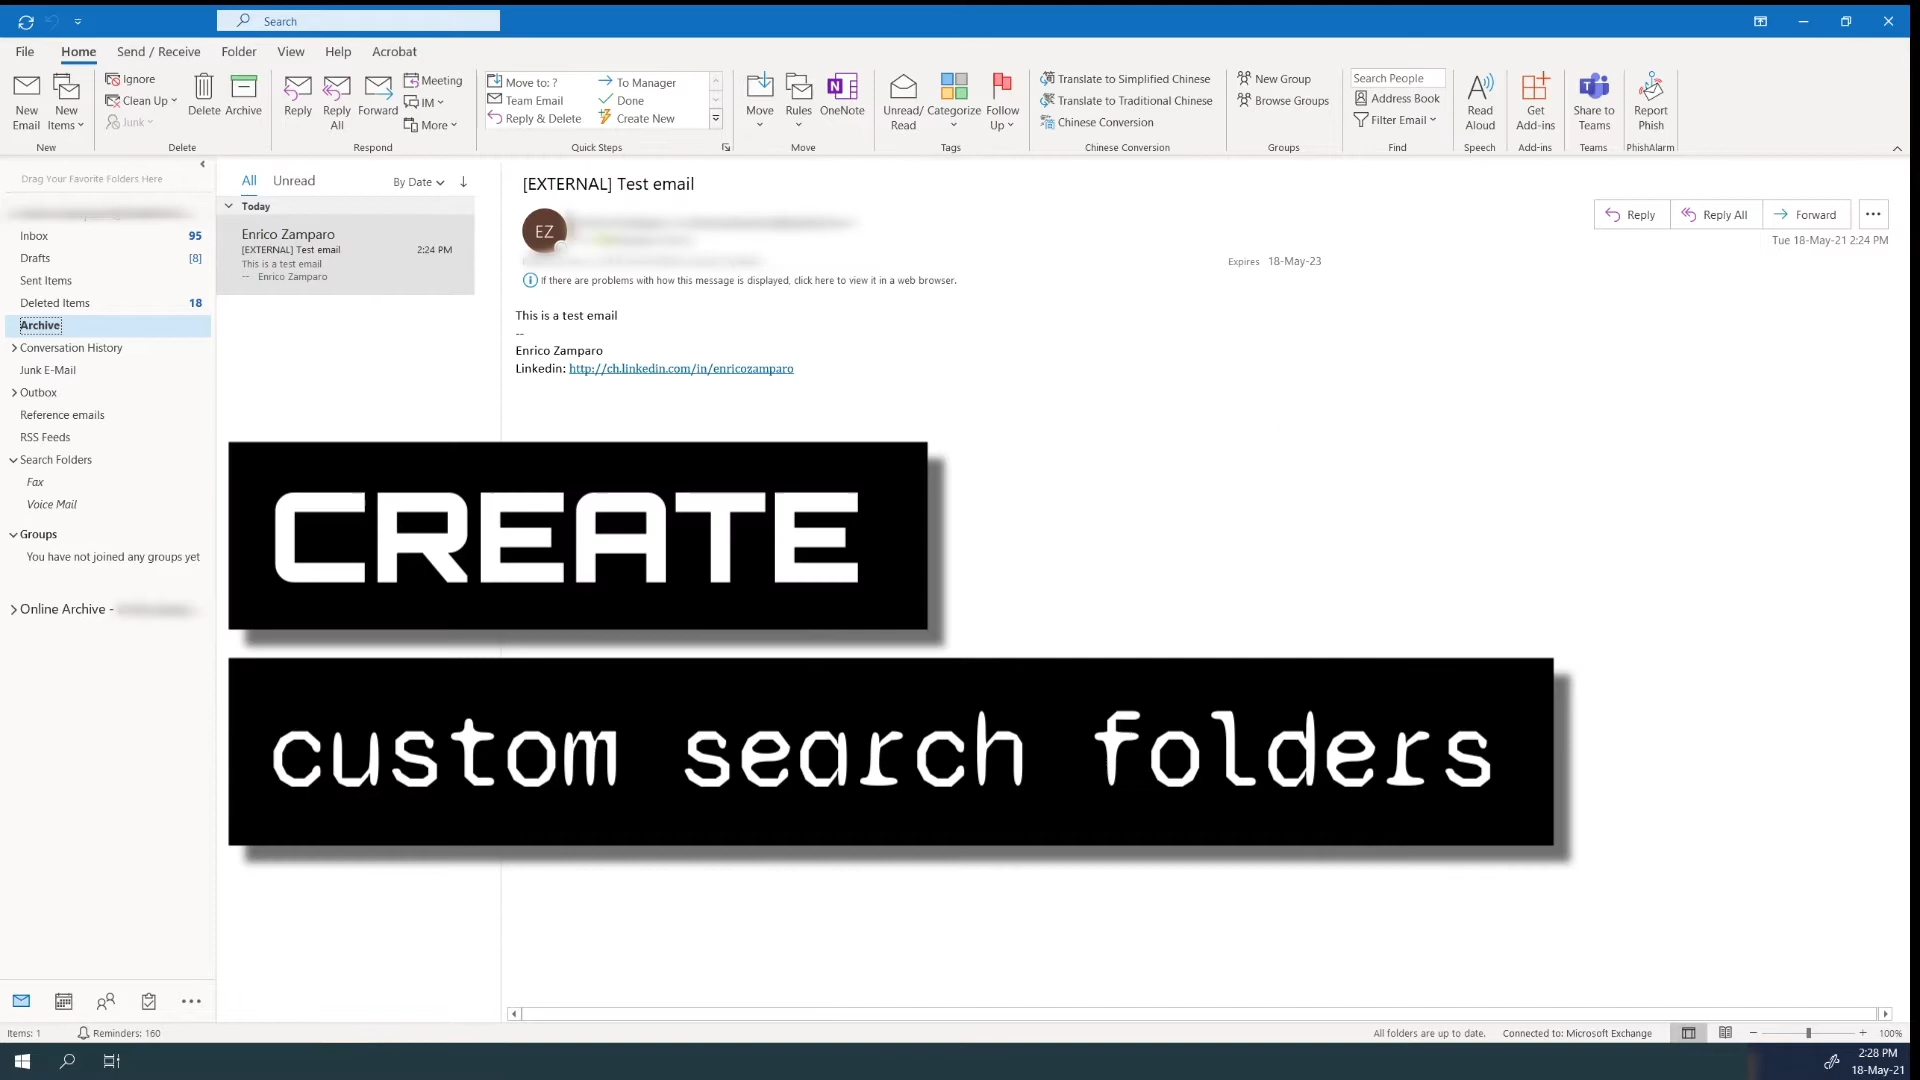 Search
File Home Send / Receive Folder View Help Acrobat
New Email
New Items
New
Ignore
Clean Up
Junk
Delete
Archive
Delete
Reply
Reply All
Forward
Meeting
IM
More
Respond
Move to: ?
Team Email
Reply & Delete
To Manager
Done
Create New
Quick Steps
Move
Rules
OneNote
Move
Unread/ Read
Categorize
Follow Up
Tags
Translate to Simplified Chinese
Translate to Traditional Chinese
Chinese Conversion
Chinese Conversion
New Group
Browse Groups
Groups
Search People
Address Book
Filter Email
Find
Read Aloud
Speech
Get Add-ins
Add-ins
Share to Teams
Teams
Report Phish
PhishAlarm
Drag Your Favorite Folders Here
Inbox 95
Drafts [8]
Sent Items
Deleted Items 18
Archive
Conversation History
Junk E-Mail
Outbox
Reference emails
RSS Feeds
Search Folders
Fax
Voice Mail
Groups
You have not joined any groups yet
Online Archive -
All Unread By Date
Today
Enrico Zamparo
[EXTERNAL] Test email 2:24 PM
This is a test email
-- Enrico Zamparo
[EXTERNAL] Test email
EZ
Reply Reply All Forward
Tue 18-May-21 2:24 PM
Expires 18-May-23
If there are problems with how this message is displayed, click here to view it in a web browser.
This is a test email
--
Enrico Zamparo
Linkedin: http://ch.linkedin.com/in/enricozamparo
CREATE
custom search folders
Items: 1 Reminders: 160
All folders are up to date. Connected to: Microsoft Exchange 100%
2:28 PM
18-May-21